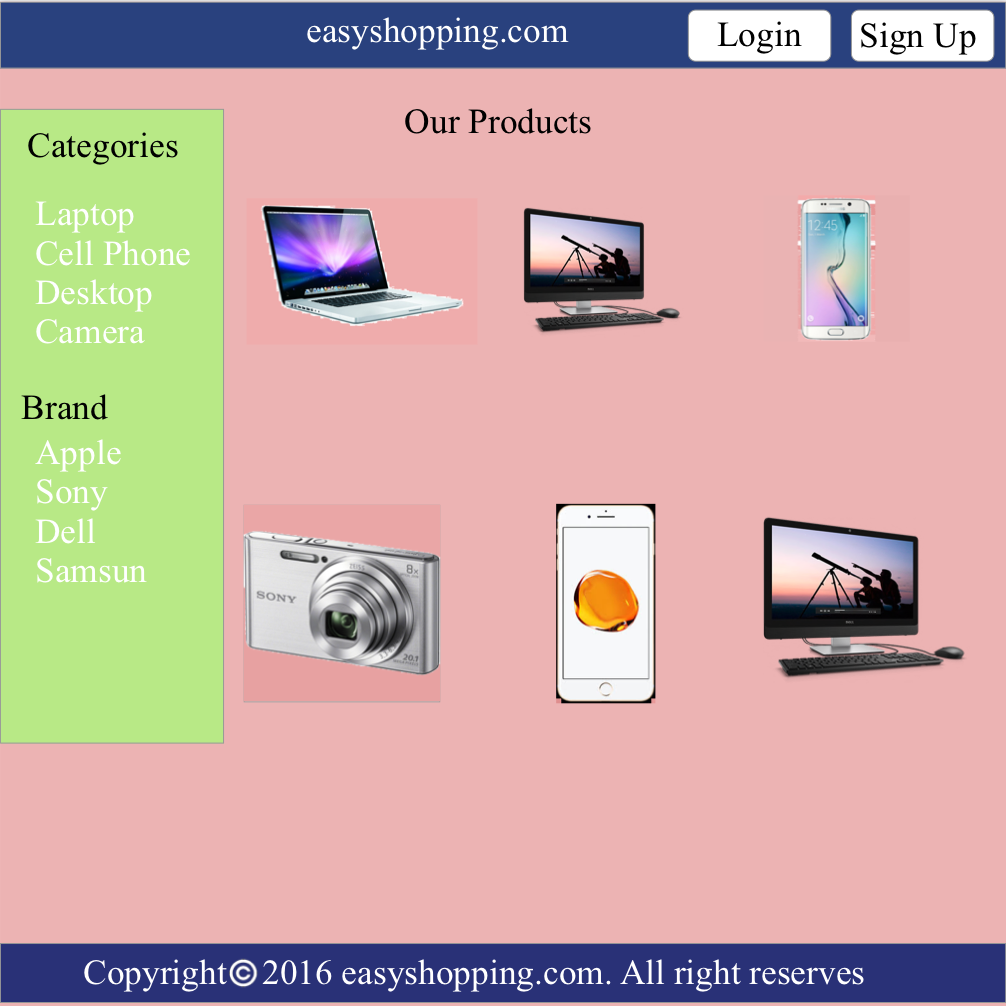 easyshopping.com
Login
Sign Up
Our Products
Categories
Laptop
Cell Phone
Desktop
Camera
Brand
Apple
Sony
Dell
Samsun
12:45
SONY
8x
20.1
Copyright©2016 easyshopping.com. All right reserves